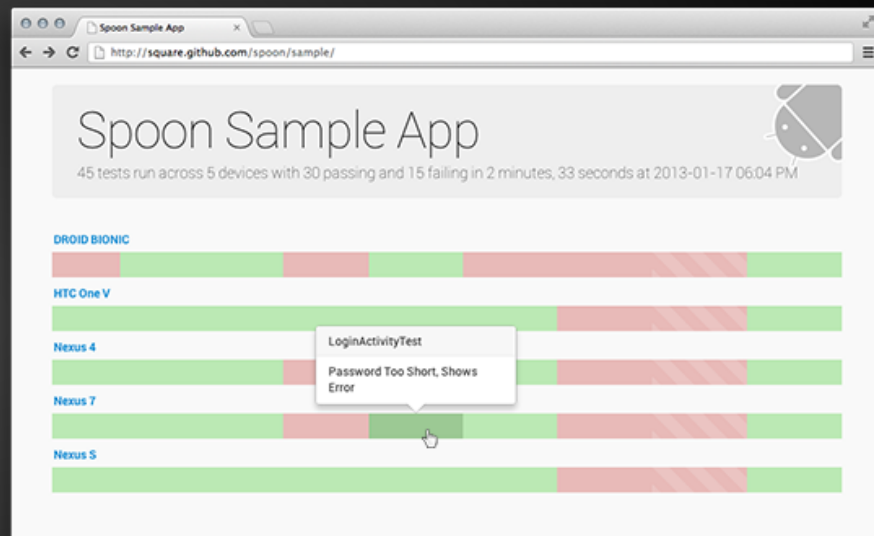 Spoon Sample App
http://square.github.com/spoon/sample/
Spoon Sample App
45 tests run across 5 devices with 30 passing and 15 failing in 2 minutes, 33 seconds at 2013-01-17 06:04 PM
DROID BIONIC
HTC One V
LoginActivityTest
Nexus 4
Password Too Short, Shows
Error
Nexus 7
Nexus S